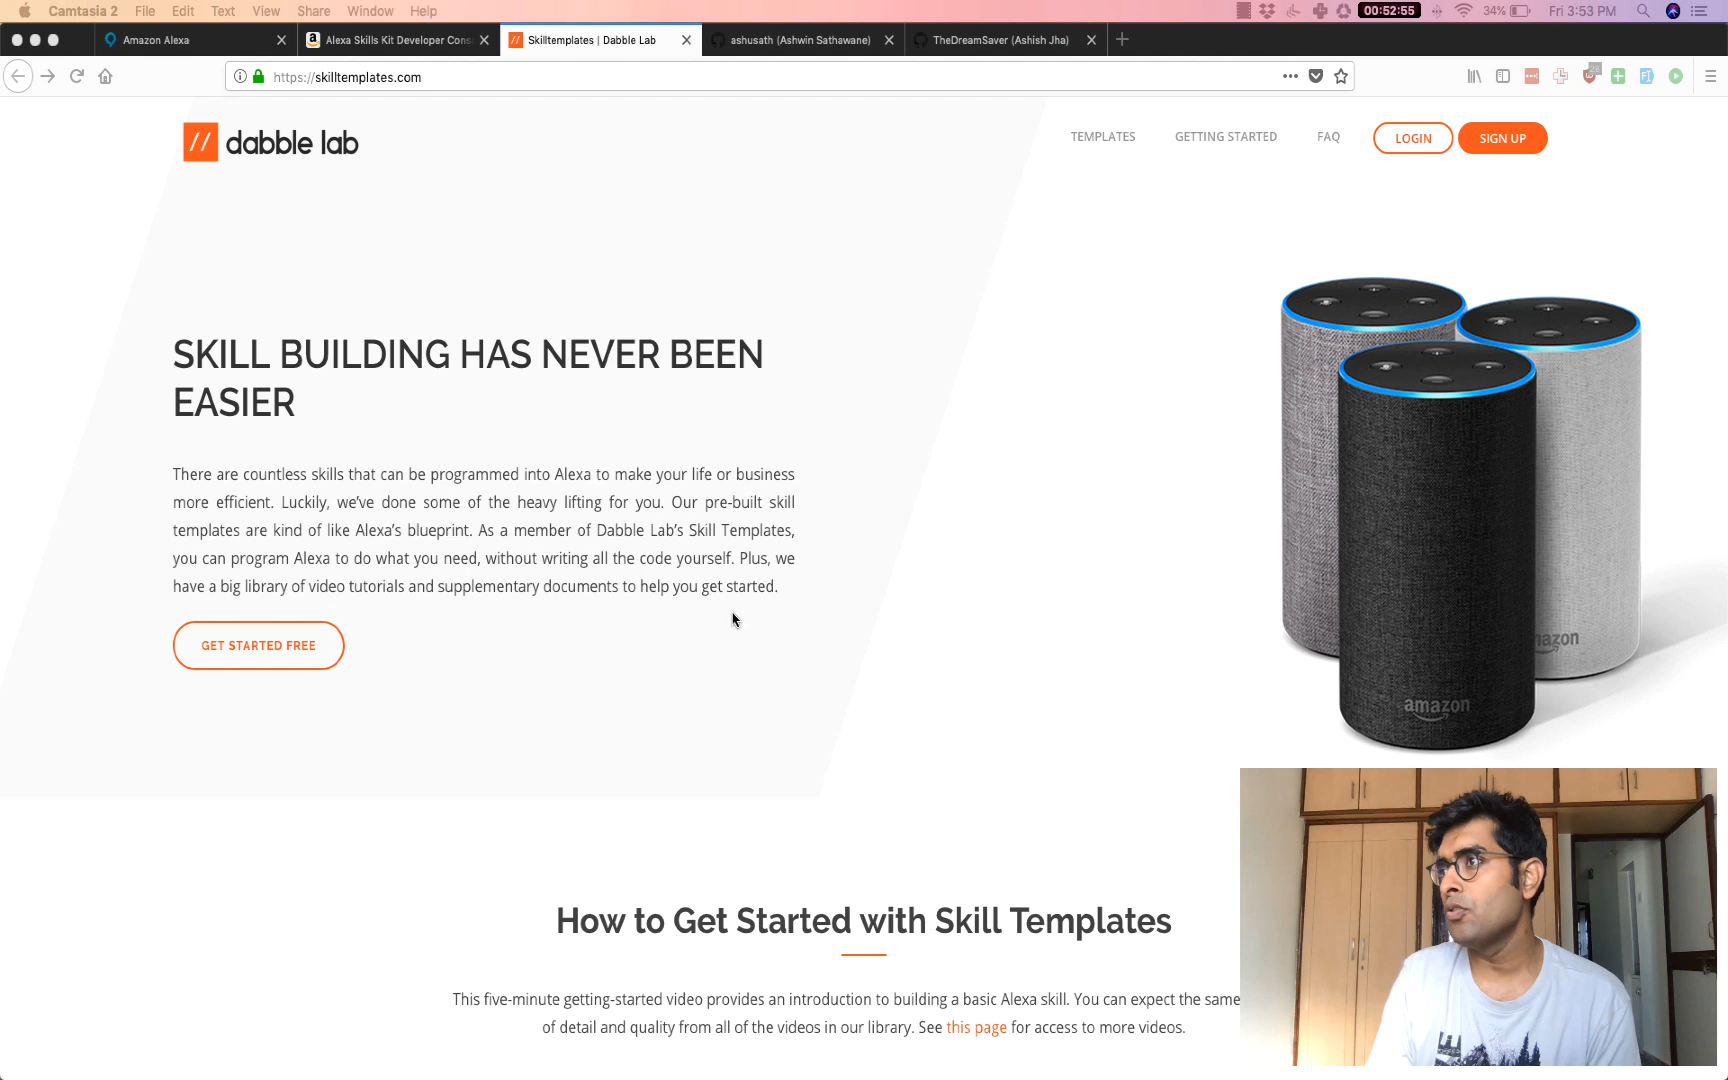 Camtasia 2 File Edit Text View Share Window Help 00:52:55 34% Fri 3:53 PM
Amazon Alexa Alexa Skills Kit Developer Cons Skilltemplates | Dabble Lab ashusath (Ashwin Sathawane) TheDreamSaver (Ashish Jha)
https://skilltemplates.com
// dabble lab
TEMPLATES GETTING STARTED FAQ LOGIN SIGN UP
SKILL BUILDING HAS NEVER BEEN
EASIER
There are countless skills that can be programmed into Alexa to make your life or business
more efficient. Luckily, we’ve done some of the heavy lifting for you. Our pre-built skill
templates are kind of like Alexa’s blueprint. As a member of Dabble Lab’s Skill Templates,
you can program Alexa to do what you need, without writing all the code yourself. Plus, we
have a big library of video tutorials and supplementary documents to help you get started.
GET STARTED FREE
amazon
How to Get Started with Skill Templates
This five-minute getting-started video provides an introduction to building a basic Alexa skill. You can expect the same
of detail and quality from all of the videos in our library. See this page for access to more videos.